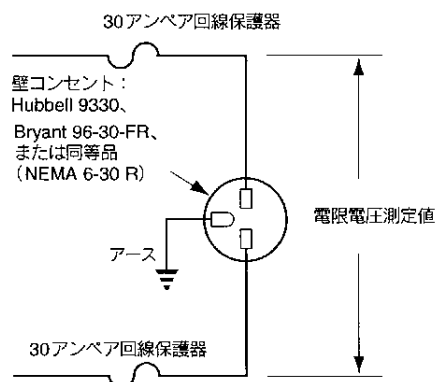 30アンペア回線保護器
壁コンセント：
Hubbell 9330、
Bryant 96-30-FR、
または同等品
（NEMA 6-30 R）
電限電圧測定値
アース
30アンペア回線保護器